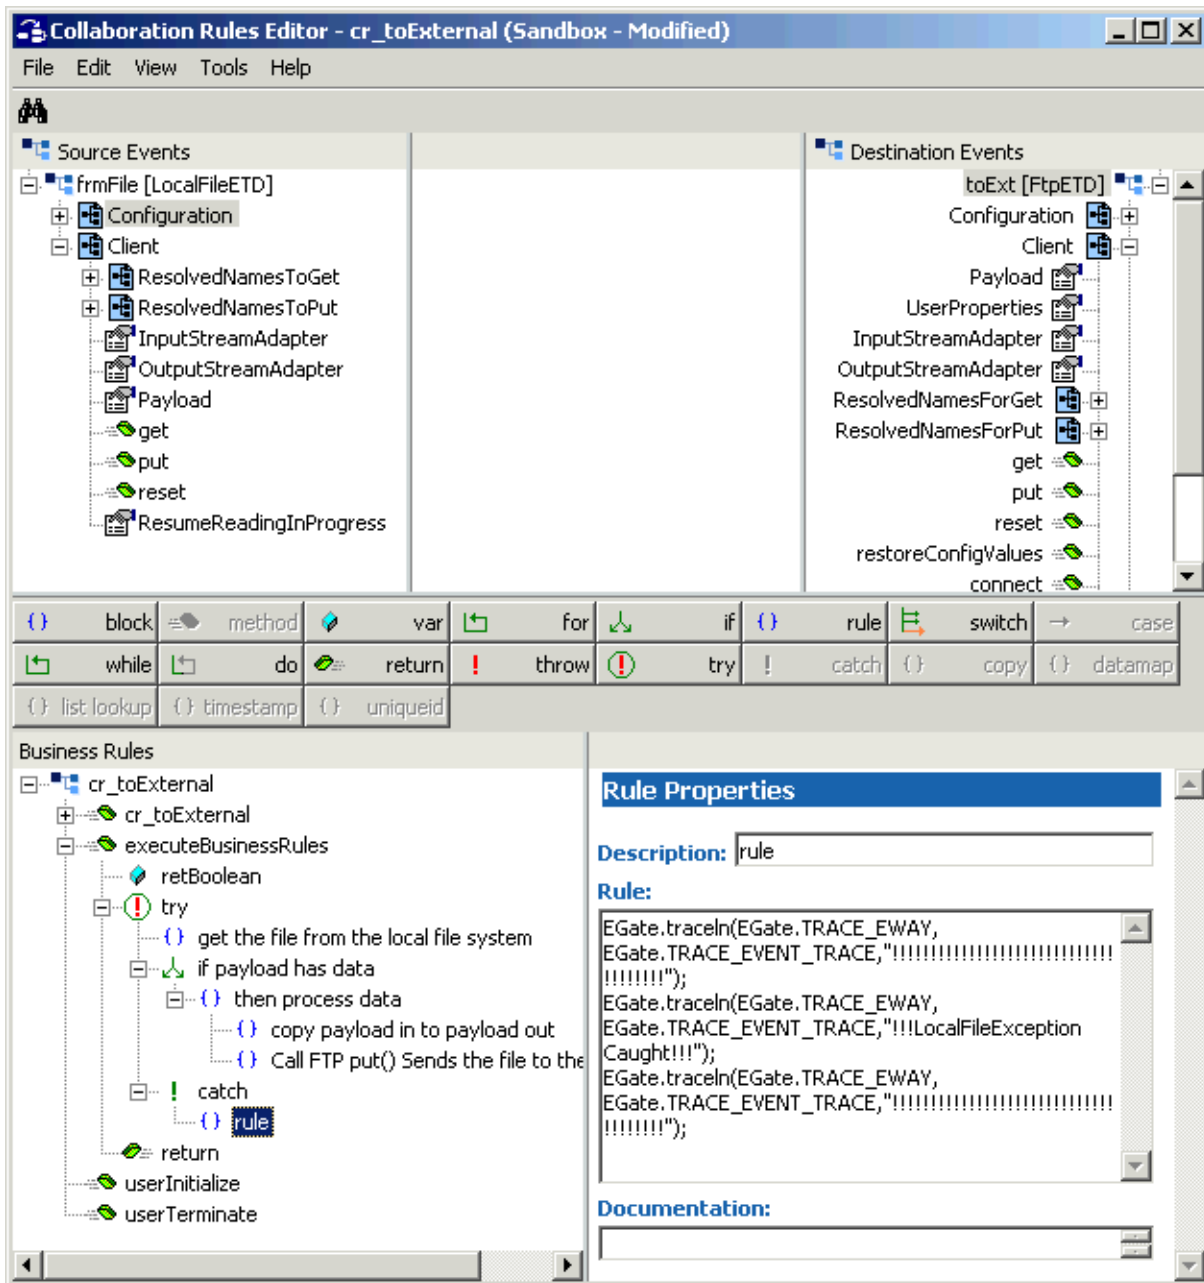 Collaboration Rules Editor - cr_toExternal (Sandbox - Modified)
File Edit View Tools Help
Source Events
frmFile [LocalFileETD]
Configuration
Client
ResolvedNamesToGet
ResolvedNamesToPut
InputStreamAdapter
OutputStreamAdapter
Payload
get
put
reset
ResumeReadingInProgress
Destination Events
toExt [FtpETD]
Configuration
Client
Payload
UserProperties
InputStreamAdapter
OutputStreamAdapter
ResolvedNamesForGet
ResolvedNamesForPut
get
put
reset
restoreConfigValues
connect
{} block method var for if {} rule switch case
while do return ! throw try ! catch {} copy {} datamap
{} list lookup {} timestamp {} uniqueid
Business Rules
cr_toExternal
cr_toExternal
executeBusinessRules
retBoolean
try
{} get the file from the local file system
if payload has data
{} then process data
{} copy payload in to payload out
{} Call FTP put() Sends the file to the
! catch
{} rule
return
userInitialize
userTerminate
Rule Properties
Description: rule
Rule:
EGate.traceln(EGate.TRACE_EWAY,
EGate.TRACE_EVENT_TRACE,"!!!!!!!!!!!!!!!!!!!!!!!!!!!!!
!!!!!!!!");
EGate.traceln(EGate.TRACE_EWAY,
EGate.TRACE_EVENT_TRACE,"!!!LocalFileException
Caught!!!");
EGate.traceln(EGate.TRACE_EWAY,
EGate.TRACE_EVENT_TRACE,"!!!!!!!!!!!!!!!!!!!!!!!!!!!!!
!!!!!!!!");
Documentation: